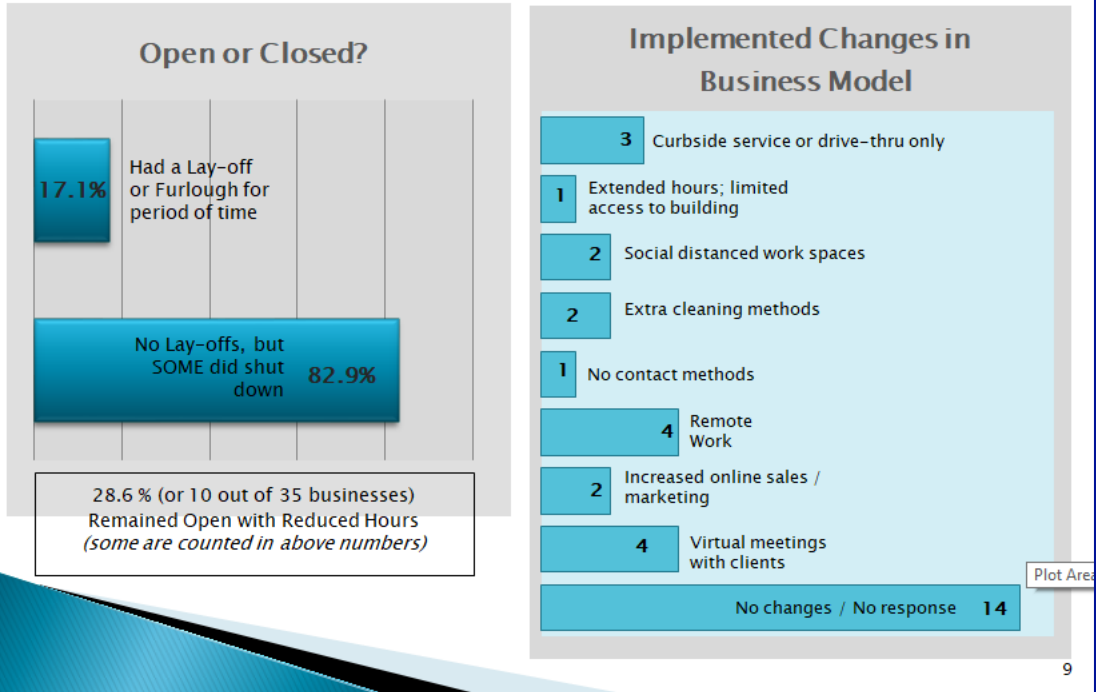 Open or Closed?
17.1%
Had a Lay-off
or Furlough for
period of time
No Lay-offs, but
SOME did shut
down
82.9%
28.6 % (or 10 out of 35 businesses)
Remained Open with Reduced Hours
(some are counted in above numbers)
Implemented Changes in
Business Model
3 Curbside service or drive-thru only
1 Extended hours; limited
access to building
2 Social distanced work spaces
2 Extra cleaning methods
1 No contact methods
4 Remote
Work
2 Increased online sales /
marketing
4 Virtual meetings
with clients
No changes / No response 14
Plot Area
9